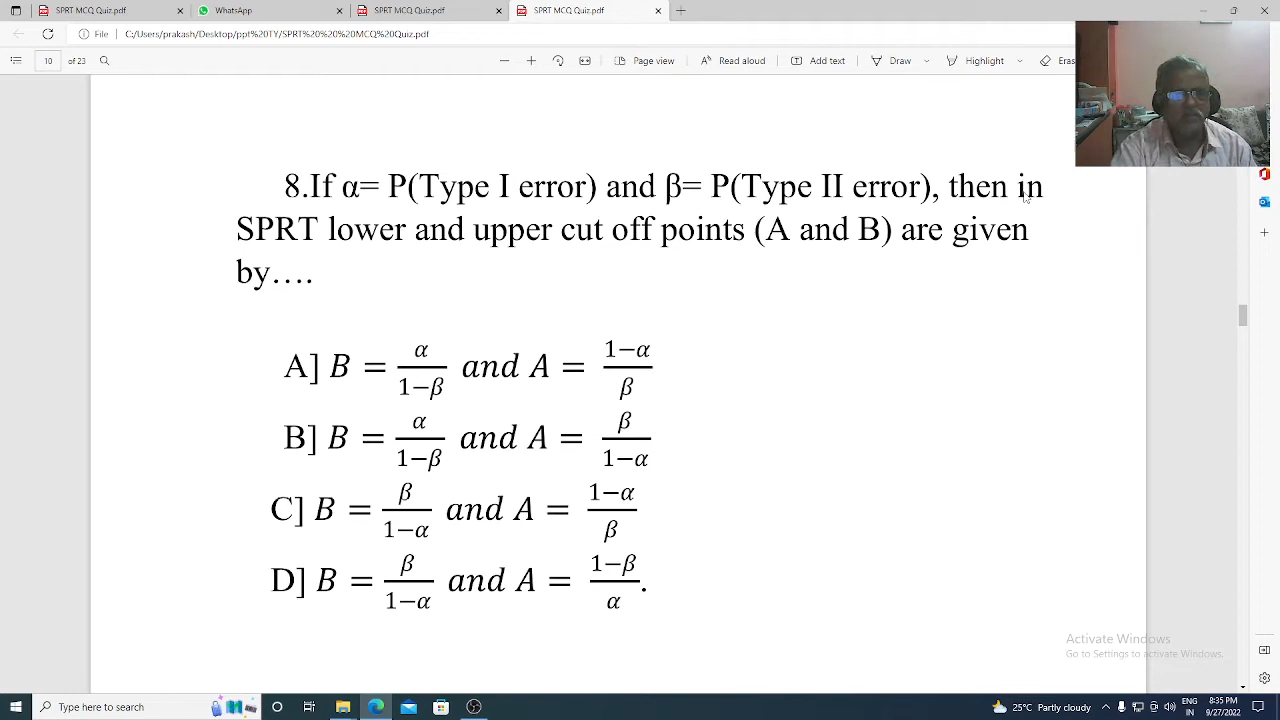 SPRT MCQ Quiz.pdf
WhatsApp
SPRT MCQ Quiz.pdf
SPRT MCQ Quiz.pdf
File C:/Users/prakash/Desktop/ppt%20TY/SPRT%20%20%20MCQ%20Quiz.pdf
10 of 23 Page view Read aloud Add text Draw Highlight Eras
8.If α= P(Type I error) and β= P(Type II error), then in
SPRT lower and upper cut off points (A and B) are given
by….
A] B = α/(1−β) and A = (1−α)/β
B] B = α/(1−β) and A = β/(1−α)
C] B = β/(1−α) and A = (1−α)/β
D] B = β/(1−α) and A = (1−β)/α.
Activate Windows
Go to Settings to activate Windows.
Type here to search
25°C Partly cloudy
ENG
IN
8:35 PM
9/27/2022